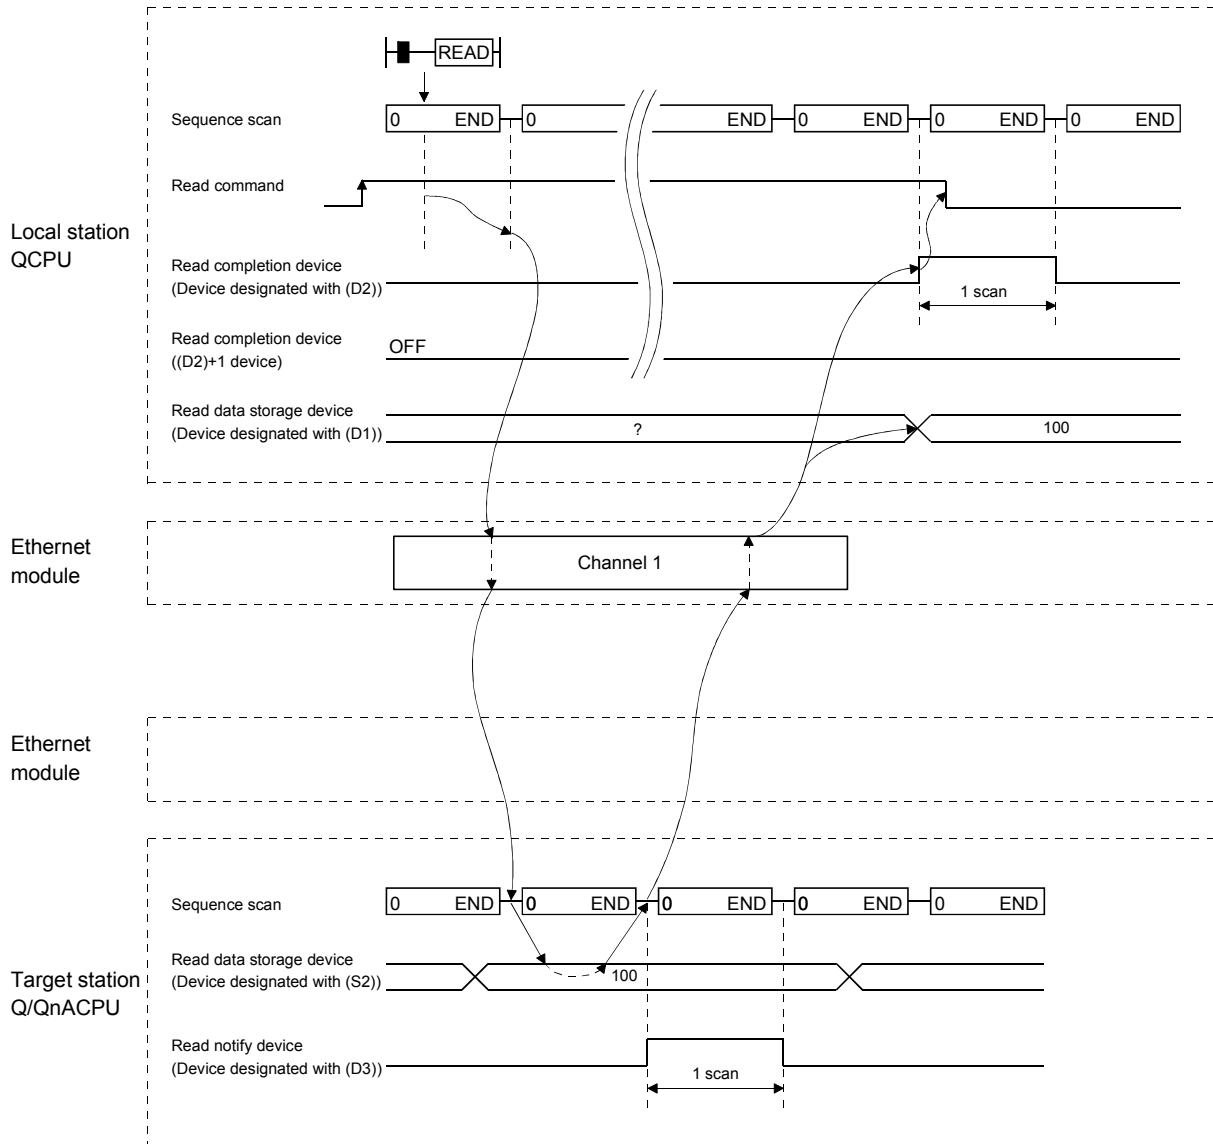 READ
Sequence scan
0 END 0 END 0 END 0 END 0 END
Read command
Local station
QCPU
Read completion device
(Device designated with (D2))
1 scan
Read completion device
((D2)+1 device)
OFF
Read data storage device
(Device designated with (D1))
?
100
Ethernet
module
Channel 1
Ethernet
module
Sequence scan
0 END 0 END 0 END 0 END 0 END
Target station
Q/QnACPU
Read data storage device
(Device designated with (S2))
100
Read notify device
(Device designated with (D3))
1 scan